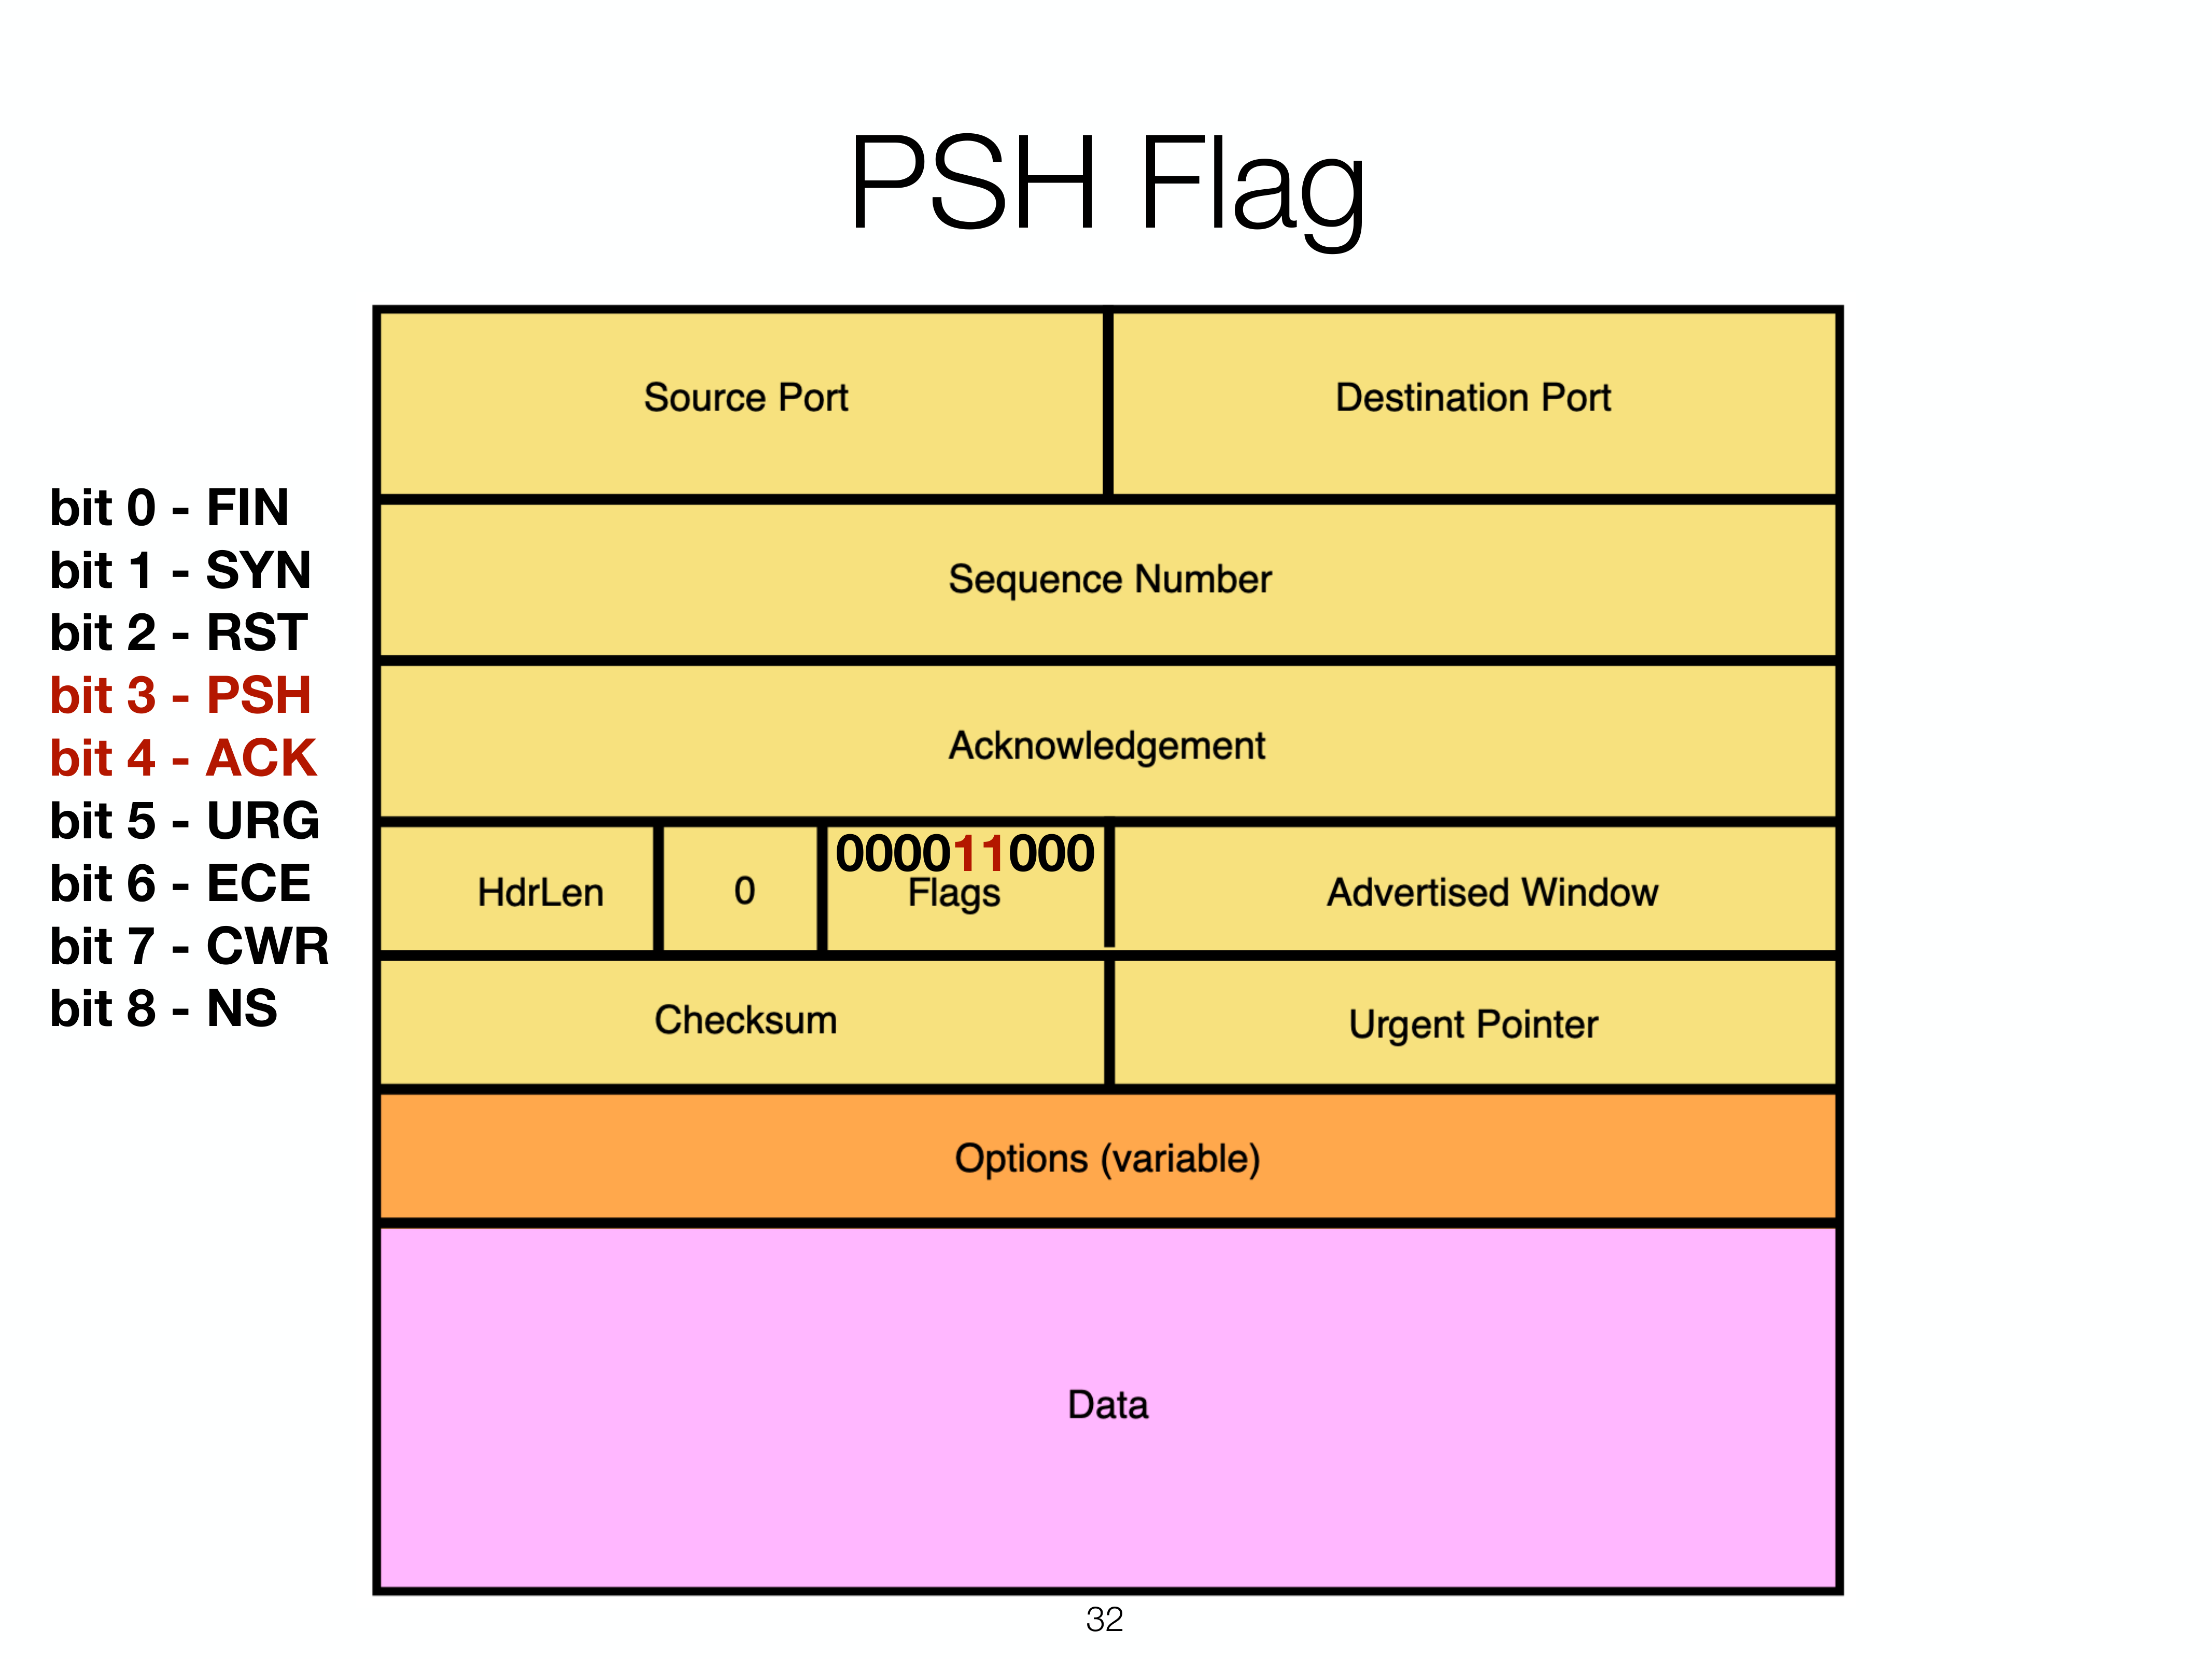 PSH Flag
Source Port
Destination Port
bit 0 - FIN
bit 1 - SYN
bit 2 - RST
bit 3 - PSH
bit 4 - ACK
bit 5 - URG
bit 6 - ECE
bit 7 - CWR
bit 8 - NS
Sequence Number
Acknowledgement
HdrLen
0
000011000
Flags
Advertised Window
Checksum
Urgent Pointer
Options (variable)
Data
32